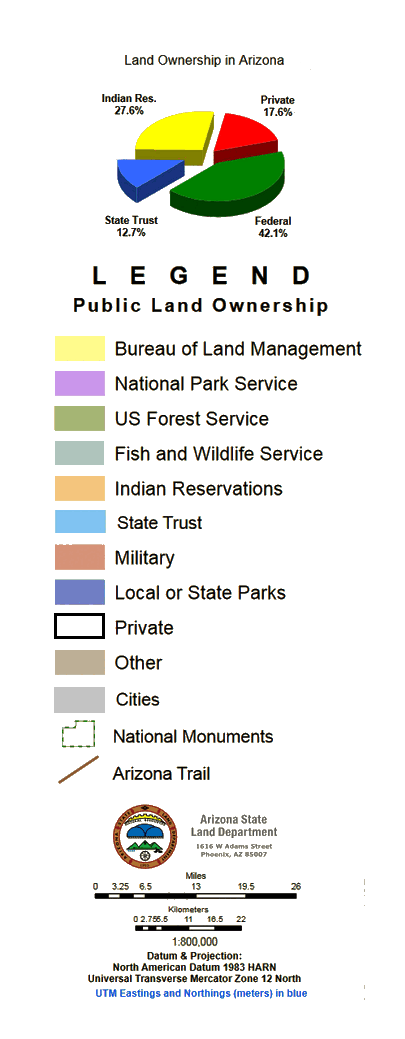 Land Ownership in Arizona
Indian Res.
27.6%
Private
17.6%
State Trust
12.7%
Federal
42.1%
LEGEND
Public Land Ownership
Bureau of Land Management
National Park Service
US Forest Service
Fish and Wildlife Service
Indian Reservations
State Trust
Military
Local or State Parks
Private
Other
Cities
National Monuments
Arizona Trail
Arizona State
Land Department
1616 W Adams Street
Phoenix, AZ 85007
Miles
0 3.25 6.5 13 19.5 26
Kilometers
0 2.75 5.5 11 16.5 22
1:800,000
Datum & Projection:
North American Datum 1983 HARN
Universal Transverse Mercator Zone 12 North
UTM Eastings and Northings (meters) in blue